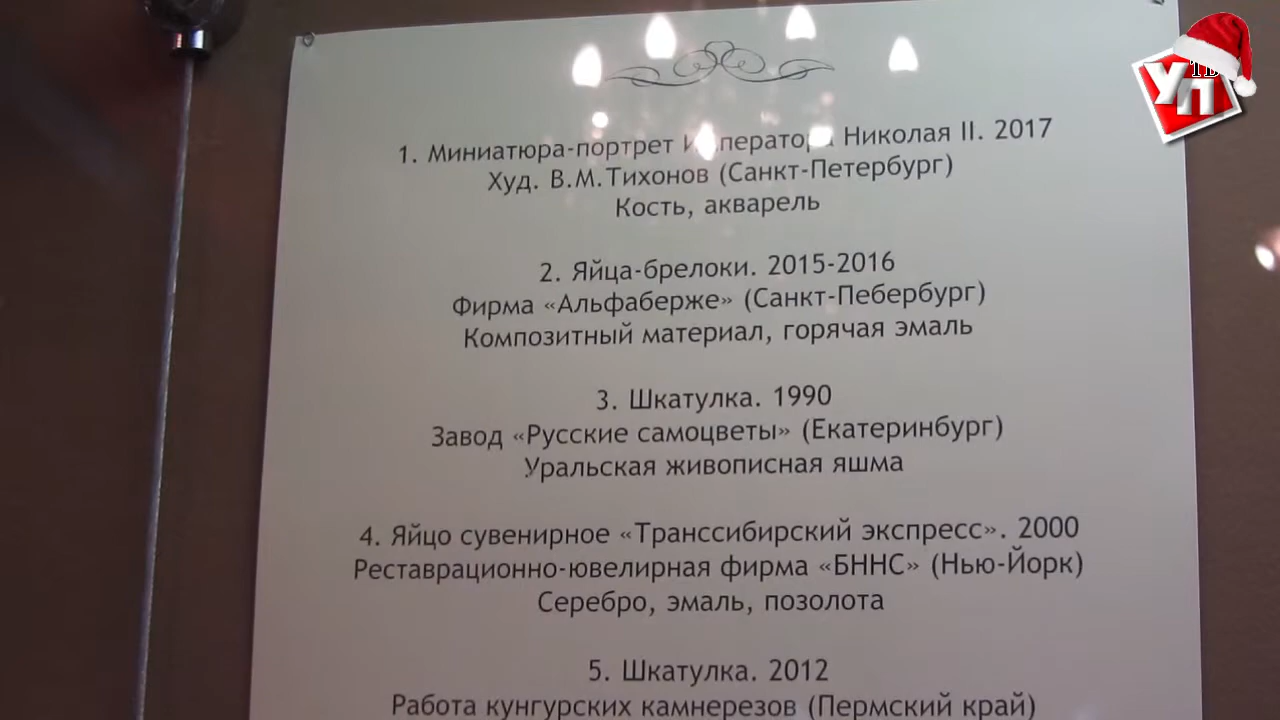 УП
ТВ
1. Миниатюра-портрет Императора Николая II. 2017
Худ. В.М.Тихонов (Санкт-Петербург)
Кость, акварель
2. Яйца-брелоки. 2015-2016
Фирма «Альфаберже» (Санкт-Пебербург)
Композитный материал, горячая эмаль
3. Шкатулка. 1990
Завод «Русские самоцветы» (Екатеринбург)
Уральская живописная яшма
4. Яйцо сувенирное «Транссибирский экспресс». 2000
Реставрационно-ювелирная фирма «БННС» (Нью-Йорк)
Серебро, эмаль, позолота
5. Шкатулка. 2012
Работа кунгурских камнерезов (Пермский край)